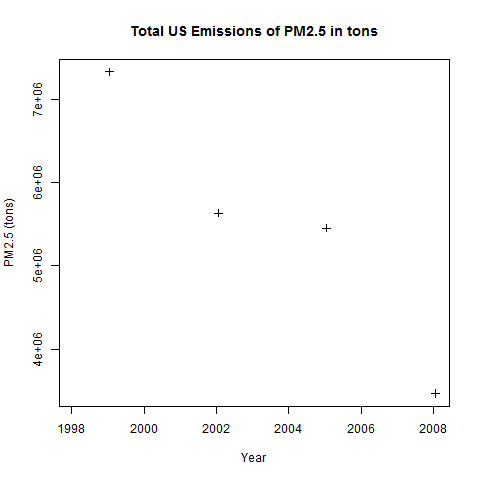 Total US Emissions of PM2.5 in tons
PM2.5 (tons)
7e+06
6e+06
5e+06
4e+06
1998 2000 2002 2004 2006 2008
Year